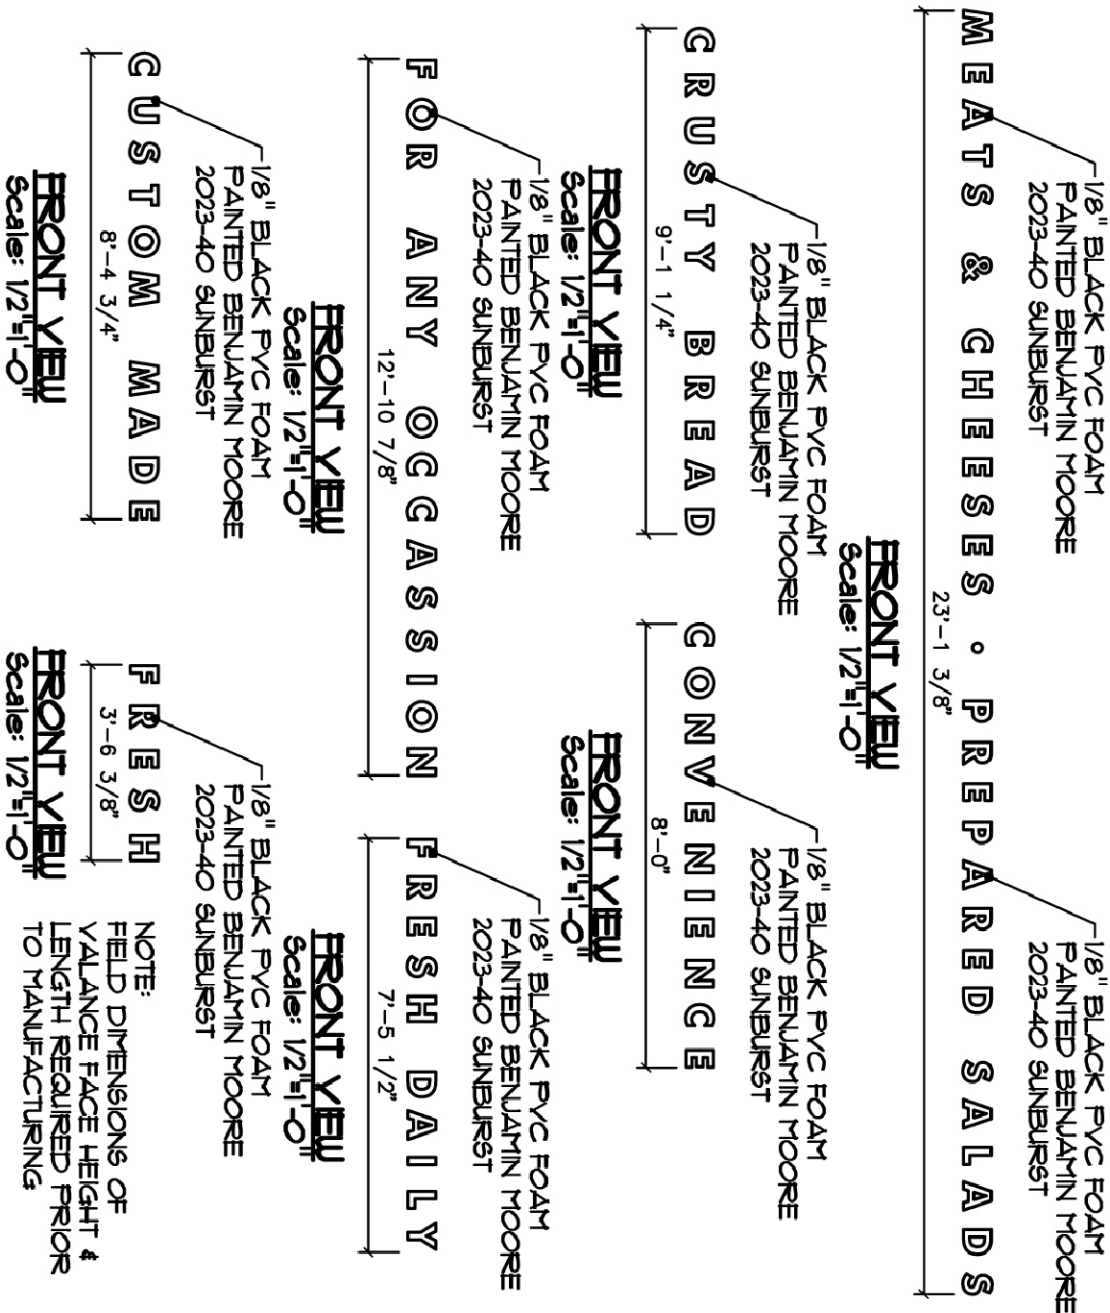 1/8" BLACK PVC FOAM
PAINTED BENJAMIN MOORE
2023-40 SUNBURST
1/8" BLACK PVC FOAM
PAINTED BENJAMIN MOORE
2023-40 SUNBURST
MEATS & CHEESES • PREPARED SALADS
23'-1 3/8"
FRONT VIEW
Scale: 1/2"=1'-0"
1/8" BLACK PVC FOAM
PAINTED BENJAMIN MOORE
2023-40 SUNBURST
CRUSTY BREAD
9'-1 1/4"
FRONT VIEW
Scale: 1/2"=1'-0"
1/8" BLACK PVC FOAM
PAINTED BENJAMIN MOORE
2023-40 SUNBURST
CONVENIENCE
8'-0"
FRONT VIEW
Scale: 1/2"=1'-0"
1/8" BLACK PVC FOAM
PAINTED BENJAMIN MOORE
2023-40 SUNBURST
FOR ANY OCCASSION
12'-10 7/8"
FRONT VIEW
Scale: 1/2"=1'-0"
1/8" BLACK PVC FOAM
PAINTED BENJAMIN MOORE
2023-40 SUNBURST
FRESH DAILY
7'-5 1/2"
FRONT VIEW
Scale: 1/2"=1'-0"
1/8" BLACK PVC FOAM
PAINTED BENJAMIN MOORE
2023-40 SUNBURST
CUSTOM MADE
8'-4 3/4"
FRONT VIEW
Scale: 1/2"=1'-0"
1/8" BLACK PVC FOAM
PAINTED BENJAMIN MOORE
2023-40 SUNBURST
FRESH
3'-6 3/8"
FRONT VIEW
Scale: 1/2"=1'-0"
NOTE:
FIELD DIMENSIONS OF
VALANCE FACE HEIGHT &
LENGTH REQUIRED PRIOR
TO MANUFACTURING.